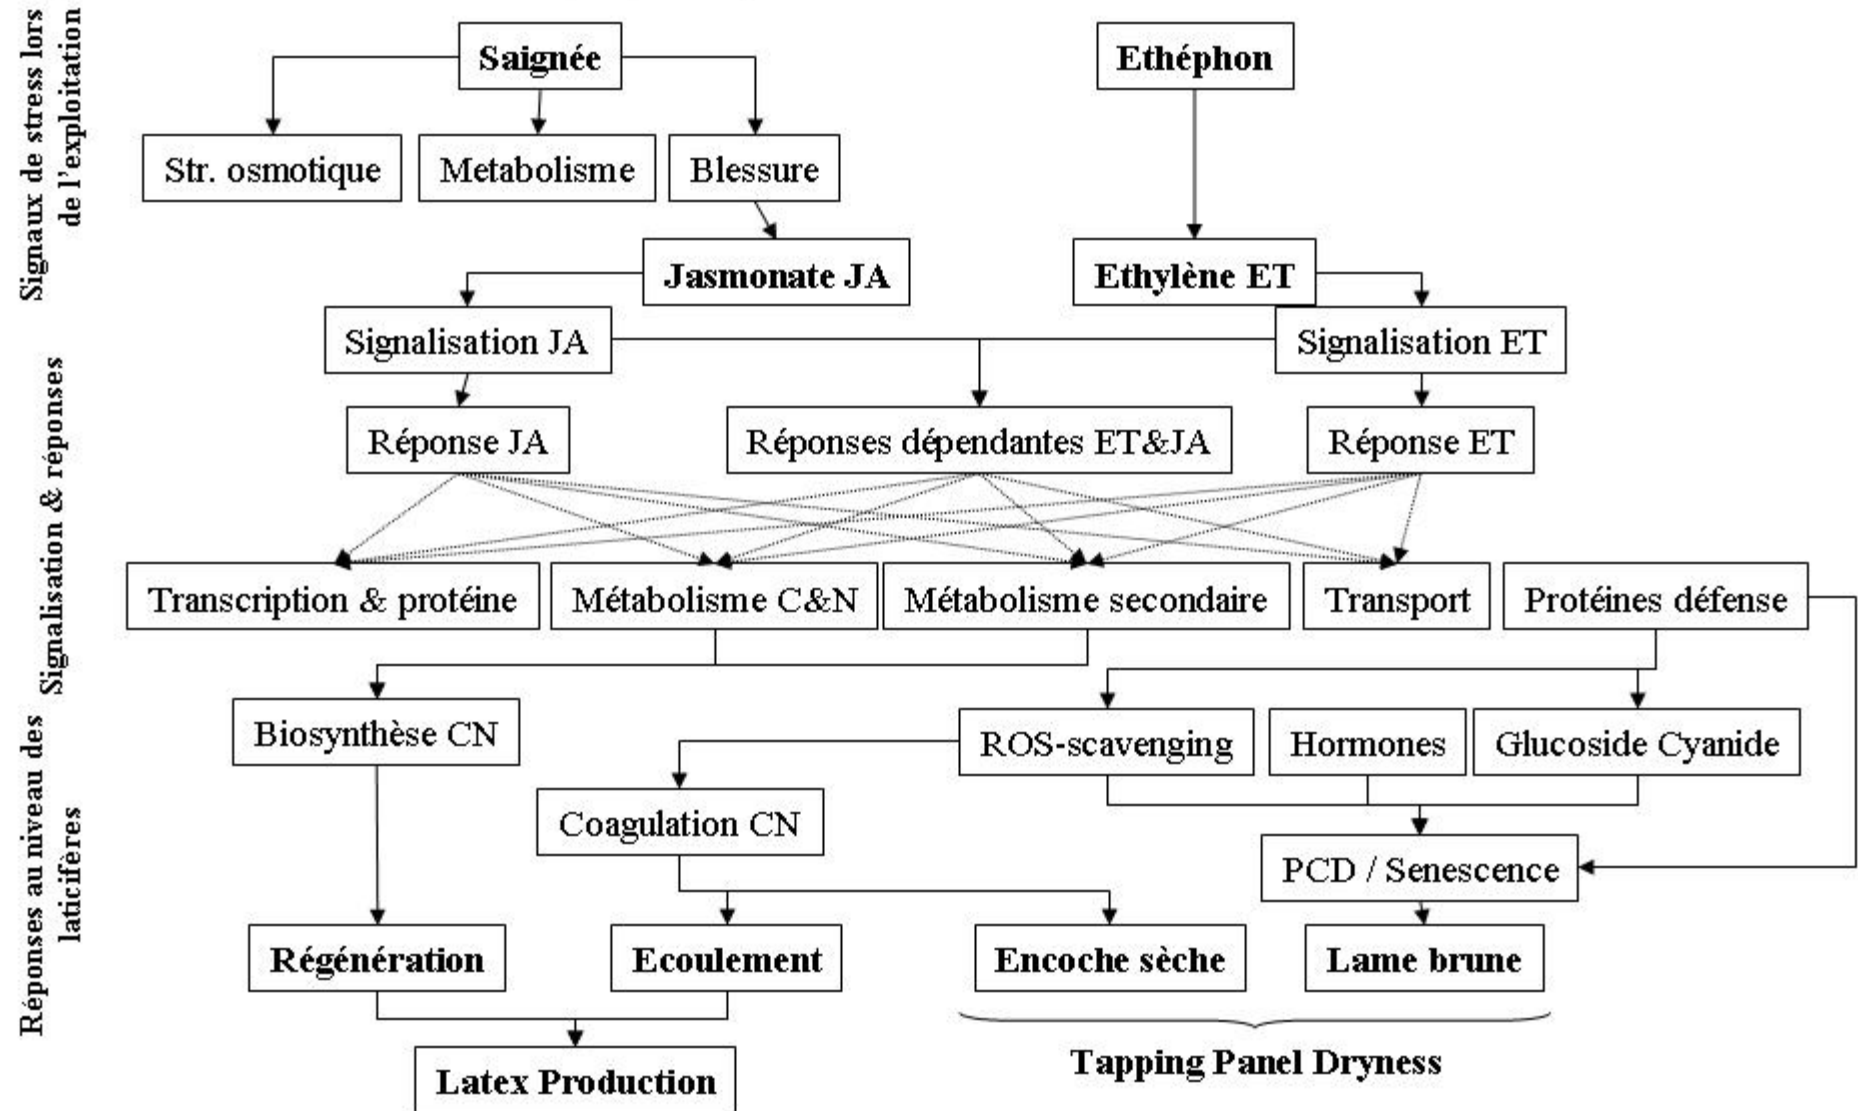 Signaux de stress lors
de l'exploitation
Saignée
Ethéphon
Str. osmotique
Metabolisme
Blessure
Jasmonate JA
Ethylène ET
Signalisation JA
Signalisation ET
Signalisation & réponses
Réponse JA
Réponses dépendantes ET&JA
Réponse ET
Transcription & protéine
Métabolisme C&N
Métabolisme secondaire
Transport
Protéines défense
Réponses au niveau des
laticifères
Biosynthèse CN
ROS-scavenging
Hormones
Glucoside Cyanide
Coagulation CN
PCD / Senescence
Régénération
Ecoulement
Encoche sèche
Lame brune
Latex Production
Tapping Panel Dryness